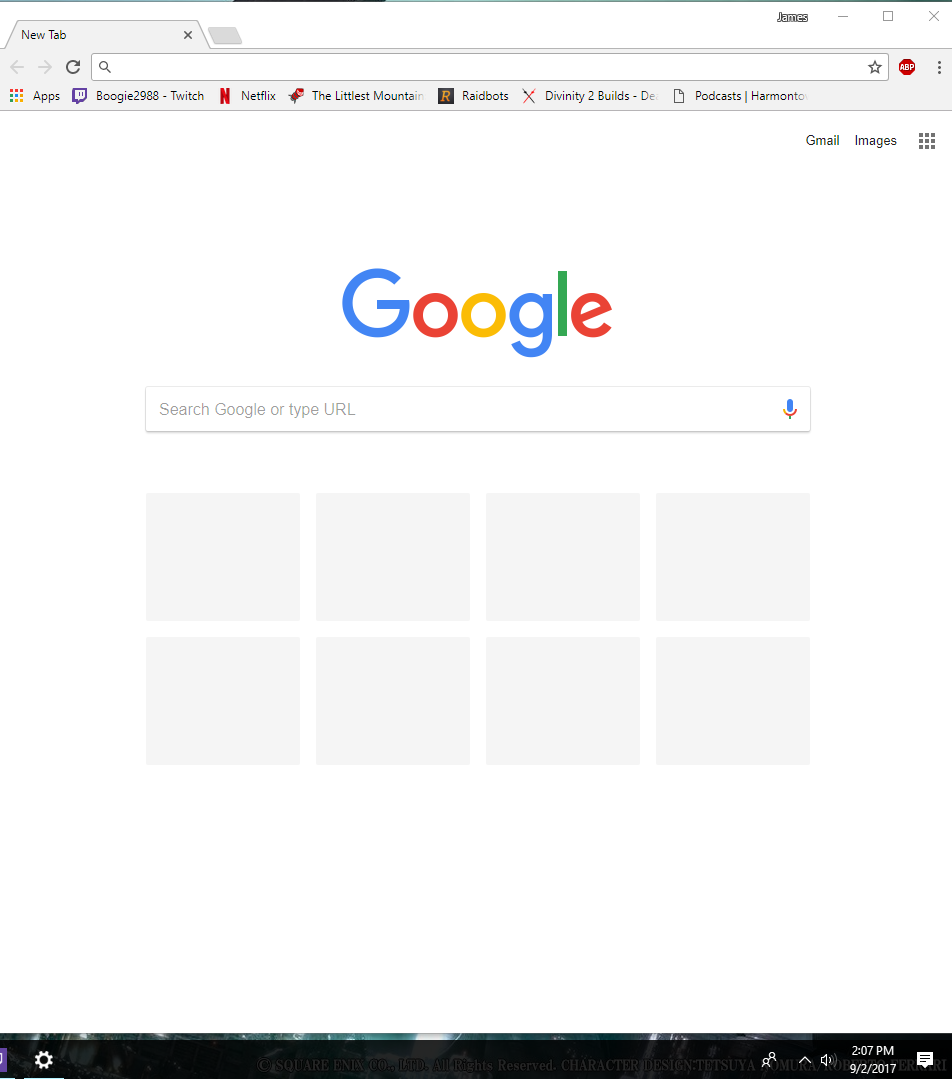 James
New Tab
ABP
Apps Boogie2988 - Twitch Netflix The Littlest Mountain Raidbots Divinity 2 Builds - De Podcasts | Harmonto
Gmail Images
Google
Search Google or type URL
2:07 PM
© SQUARE ENIX CO., LTD. All Rights Reserved. CHARACTER DESIGN:TETSUYA NOMURA/ROBERTO FERRARI
9/2/2017